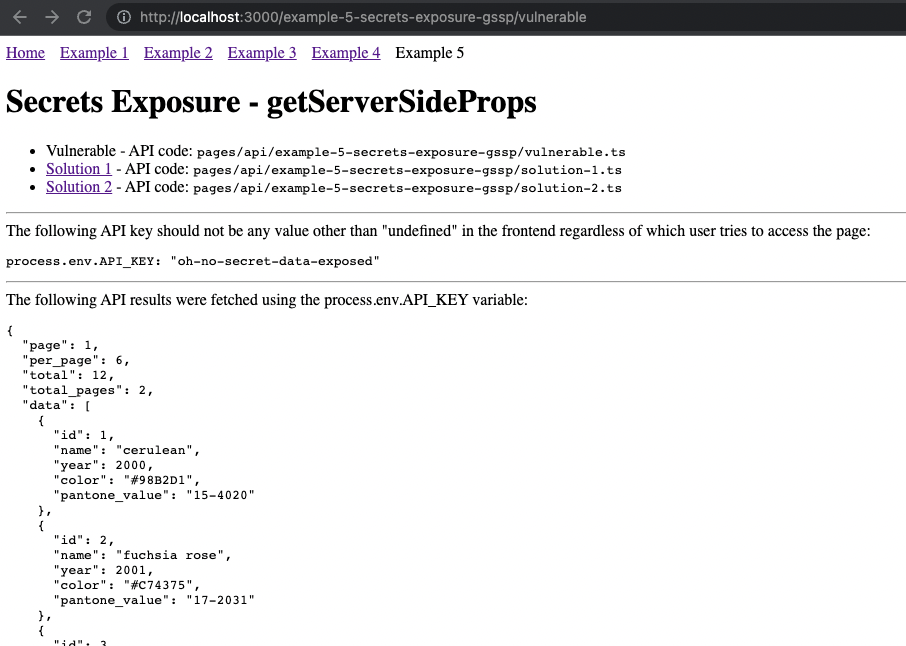 http://localhost:3000/example-5-secrets-exposure-gssp/vulnerable
Home Example 1 Example 2 Example 3 Example 4 Example 5
Secrets Exposure - getServerSideProps
• Vulnerable - API code: pages/api/example-5-secrets-exposure-gssp/vulnerable.ts
• Solution 1 - API code: pages/api/example-5-secrets-exposure-gssp/solution-1.ts
• Solution 2 - API code: pages/api/example-5-secrets-exposure-gssp/solution-2.ts
The following API key should not be any value other than "undefined" in the frontend regardless of which user tries to access the page:
process.env.API_KEY: "oh-no-secret-data-exposed"
The following API results were fetched using the process.env.API_KEY variable:
{
  "page": 1,
  "per_page": 6,
  "total": 12,
  "total_pages": 2,
  "data": [
    {
      "id": 1,
      "name": "cerulean",
      "year": 2000,
      "color": "#98B2D1",
      "pantone_value": "15-4020"
    },
    {
      "id": 2,
      "name": "fuchsia rose",
      "year": 2001,
      "color": "#C74375",
      "pantone_value": "17-2031"
    },
    {
      "id": 3,